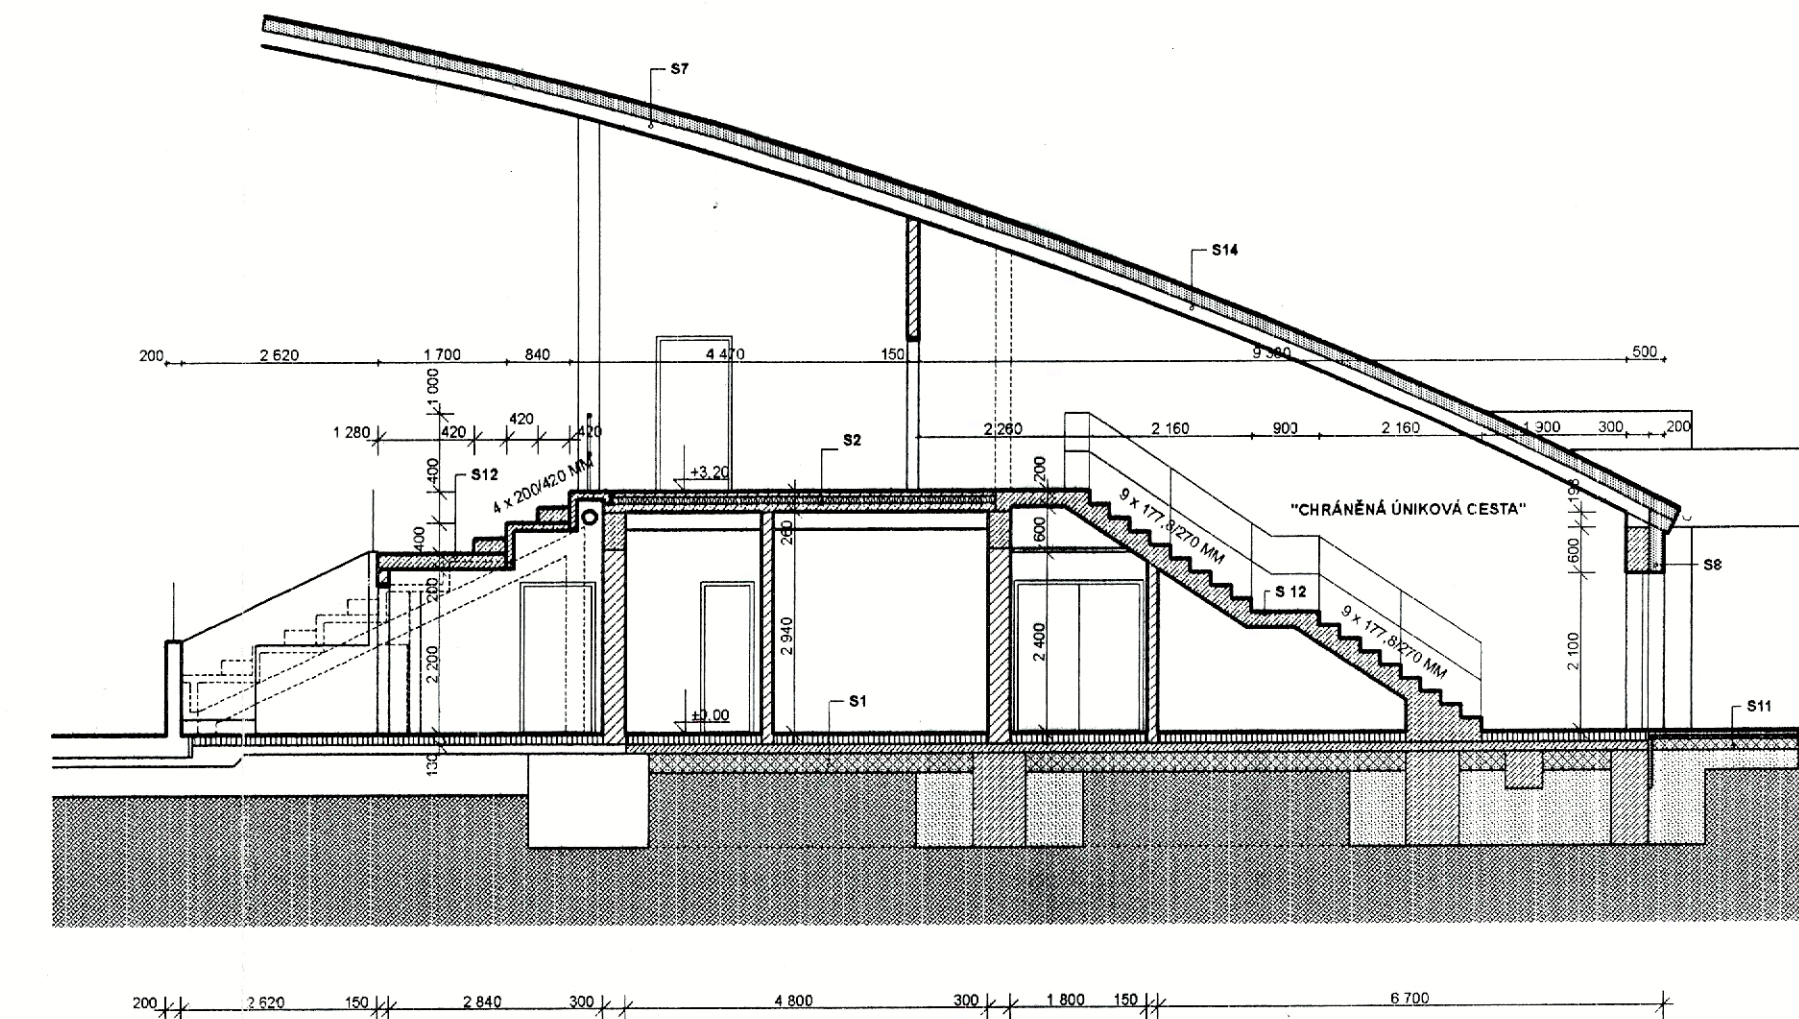 S7
S14
200 2 620 1 700 840 4 470 150 9 380 500
1 000
1 280 420 420 420
2 260 2 160 900 2 160 1 900 300 200
S2
S12
400
4 x 200/420 MM
+3,20
200
9 x 177,8/270 MM
"CHRÁNĚNÁ ÚNIKOVÁ CESTA"
198
400
260
600
600
S8
200
S 12
9 x 177,8/270 MM
2 200
2 940
2 400
2 100
±0,00
S1
S11
130
200 2 620 150 2 840 300 4 800 300 1 800 150 6 700